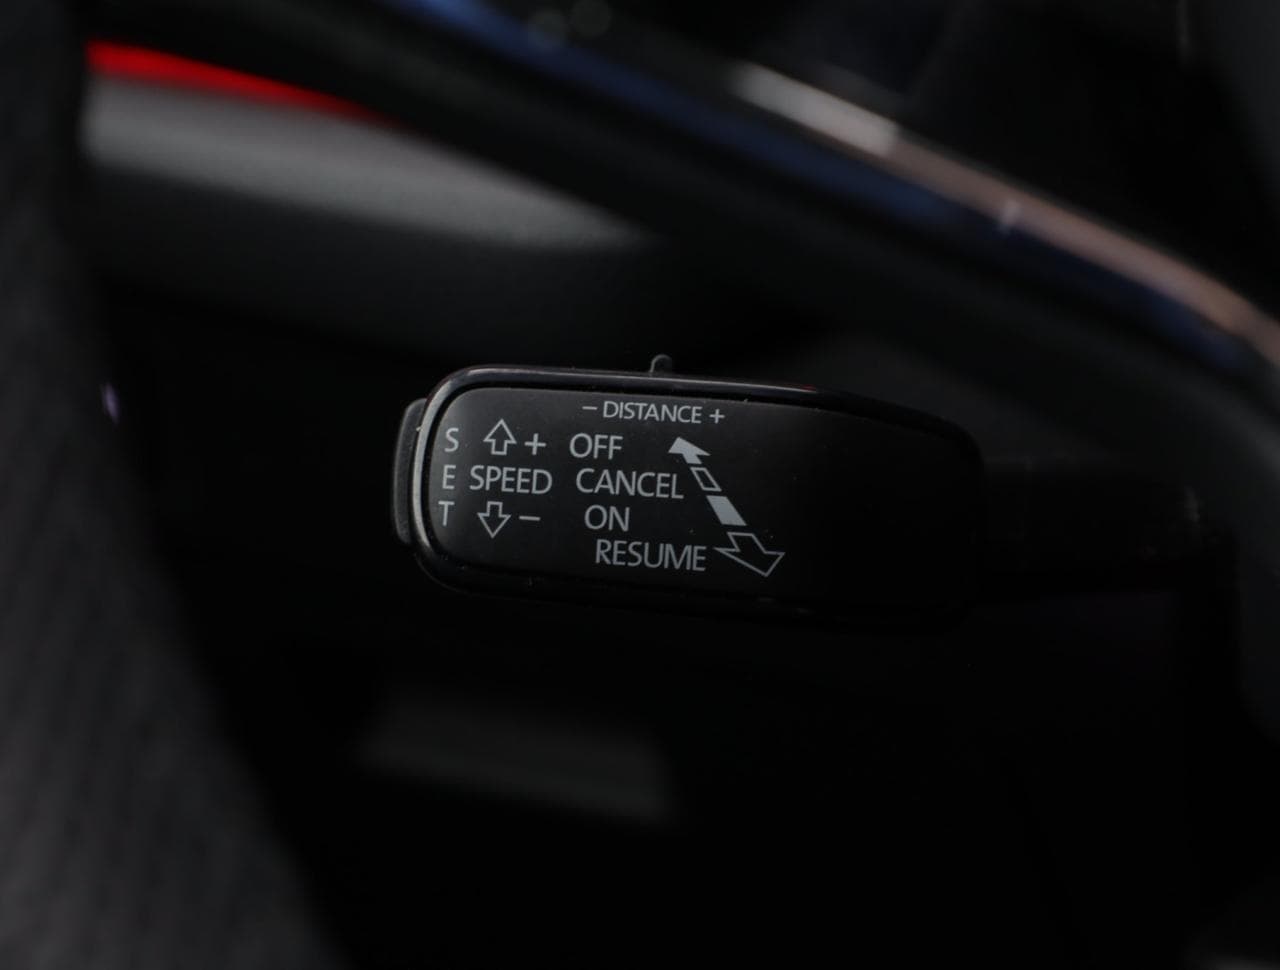 – DISTANCE +
S + OFF
E SPEED CANCEL
T – ON
RESUME